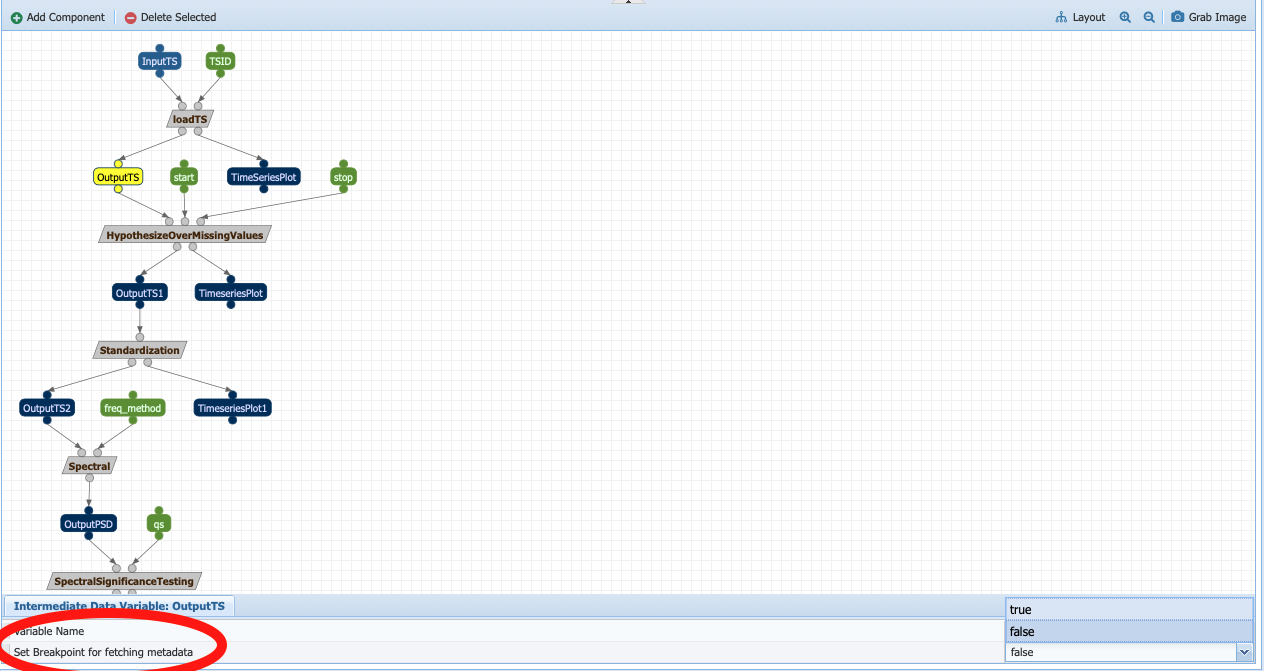 Add Component Delete Selected Layout Grab Image
InputTS TSID
loadTS
OutputTS start TimeSeriesPlot stop
HypothesizeOverMissingValues
OutputTS1 TimeseriesPlot
Standardization
OutputTS2 freq_method TimeseriesPlot1
Spectral
OutputPSD qs
SpectralSignificanceTesting
Intermediate Data Variable: OutputTS
true
Variable Name false
Set Breakpoint for fetching metadata false